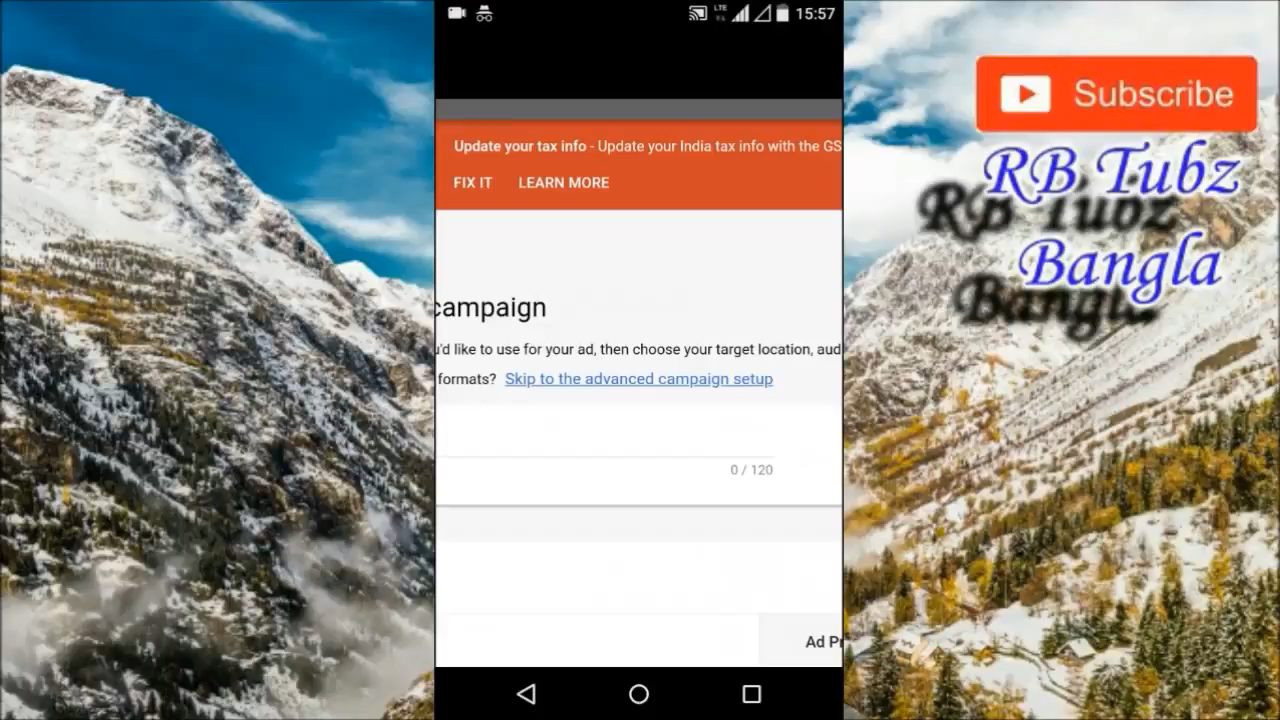 LTE
15:57
Update your tax info - Update your India tax info with the GS
FIX IT LEARN MORE
campaign
u'd like to use for your ad, then choose your target location, aud
formats? Skip to the advanced campaign setup
0 / 120
Ad Pr
Subscribe
RB Tubz
Bangla